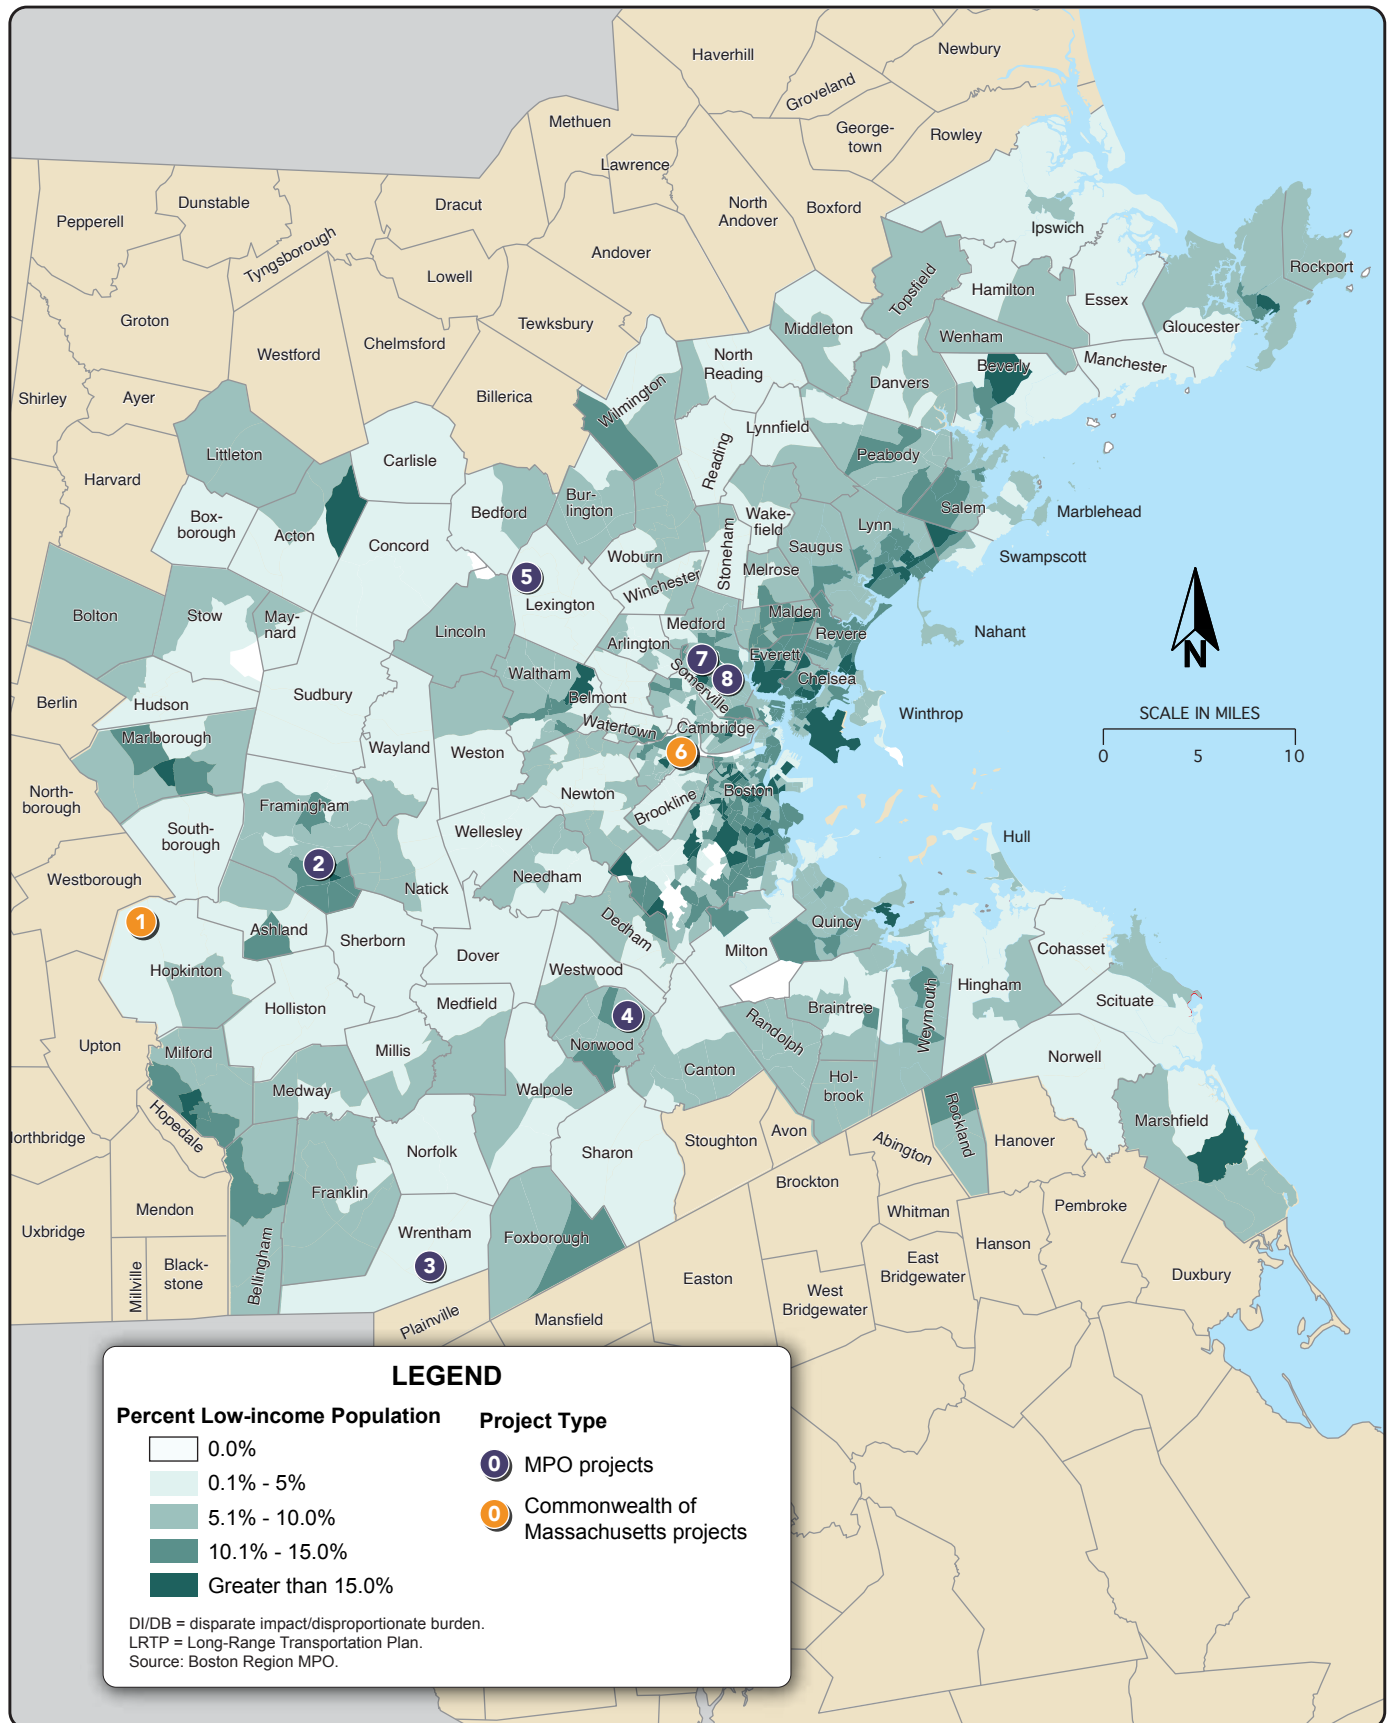 Haverhill
Newbury
Groveland
Methuen
George-
town
Rowley
Lawrence
Dunstable
Dracut
North
Andover
Boxford
Pepperell
Ipswich
Tyngsborough
Andover
Rockport
Lowell
Topsfield
Hamilton
Essex
Groton
Tewksbury
Middleton
Gloucester
Westford
Chelmsford
Wenham
North
Reading
Beverly
Manchester
Danvers
Shirley
Ayer
Billerica
Wilmington
Lynnfield
Littleton
Carlisle
Reading
Peabody
Harvard
Bur-
lington
Bedford
Salem
Marblehead
Box-
borough
Acton
Wake-
field
Lynn
Concord
Stoneham
Saugus
Woburn
Swampscott
Melrose
5
Winchester
Lexington
Bolton
Stow
May-
nard
Malden
Medford
Lincoln
Revere
Nahant
Arlington
N
7
Everett
8
Waltham
Somerville
Chelsea
Sudbury
Belmont
Berlin
Hudson
Winthrop
SCALE IN MILES
0
5
10
Watertown
Cambridge
Marlborough
Wayland
Weston
6
North-
borough
Framingham
Newton
Brookline
Boston
South-
borough
Wellesley
Hull
2
Westborough
Natick
Needham
1
Ashland
Sherborn
Dedham
Quincy
Cohasset
Milton
Dover
Hopkinton
Westwood
Hingham
Scituate
Holliston
Medfield
Braintree
Weymouth
4
Randolph
Upton
Milford
Millis
Norwood
Norwell
Canton
Medway
Walpole
Hol-
brook
Hopedale
Rockland
Marshfield
orthbridge
Stoughton
Avon
Abington
Hanover
Norfolk
Sharon
Brockton
Franklin
Mendon
Whitman
Pembroke
Uxbridge
Wrentham
Foxborough
Hanson
Bellingham
3
East
Bridgewater
Millville
Black-
stone
Easton
Duxbury
West
Bridgewater
Plainville
Mansfield
LEGEND
Percent Low-income Population
0.0%
0.1% - 5%
5.1% - 10.0%
10.1% - 15.0%
Greater than 15.0%
Project Type
0 MPO projects
0 Commonwealth of
Massachusetts projects
DI/DB = disparate impact/disproportionate burden.
LRTP = Long-Range Transportation Plan.
Source: Boston Region MPO.